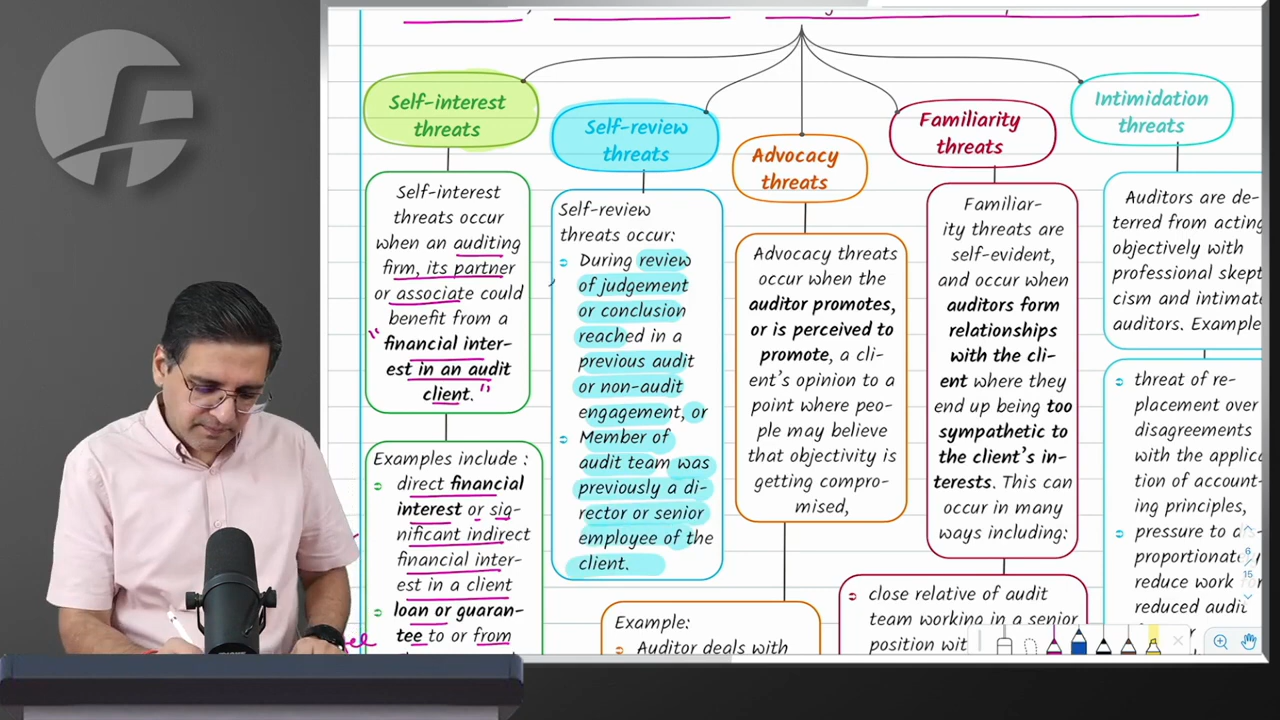 Self-interest
threats
Self-review
threats
Advocacy
threats
Familiarity
threats
Intimidation
threats
Self-interest
threats occur
when an auditing
firm, its partner
or associate could
benefit from a
"financial inter-
est in an audit
client."
Examples include :
direct financial
interest or sig-
nificant indirect
financial inter-
est in a client
loan or guaran-
tee to or from
Self-review
threats occur:
During review
of judgement
or conclusion
reached in a
previous audit
or non-audit
engagement, or
Member of
audit team was
previously a di-
rector or senior
employee of the
client.
Advocacy threats
occur when the
auditor promotes,
or is perceived to
promote, a cli-
ent's opinion to a
point where peo-
ple may believe
that objectivity is
getting compro-
mised,
Example:
Auditor deals with
Familiar-
ity threats are
self-evident,
and occur when
auditors form
relationships
with the cli-
ent where they
end up being too
sympathetic to
the client's in-
terests. This can
occur in many
ways including:
close relative of audit
team working in a senior
position wit
Auditors are de-
terred from acting
objectively with
professional skept
cism and intimate
auditors. Example
threat of re-
placement over
disagreements
with the applic
tion of account-
ing principles,
pressure to
proportionat
reduce work for
reduced audit
6
15